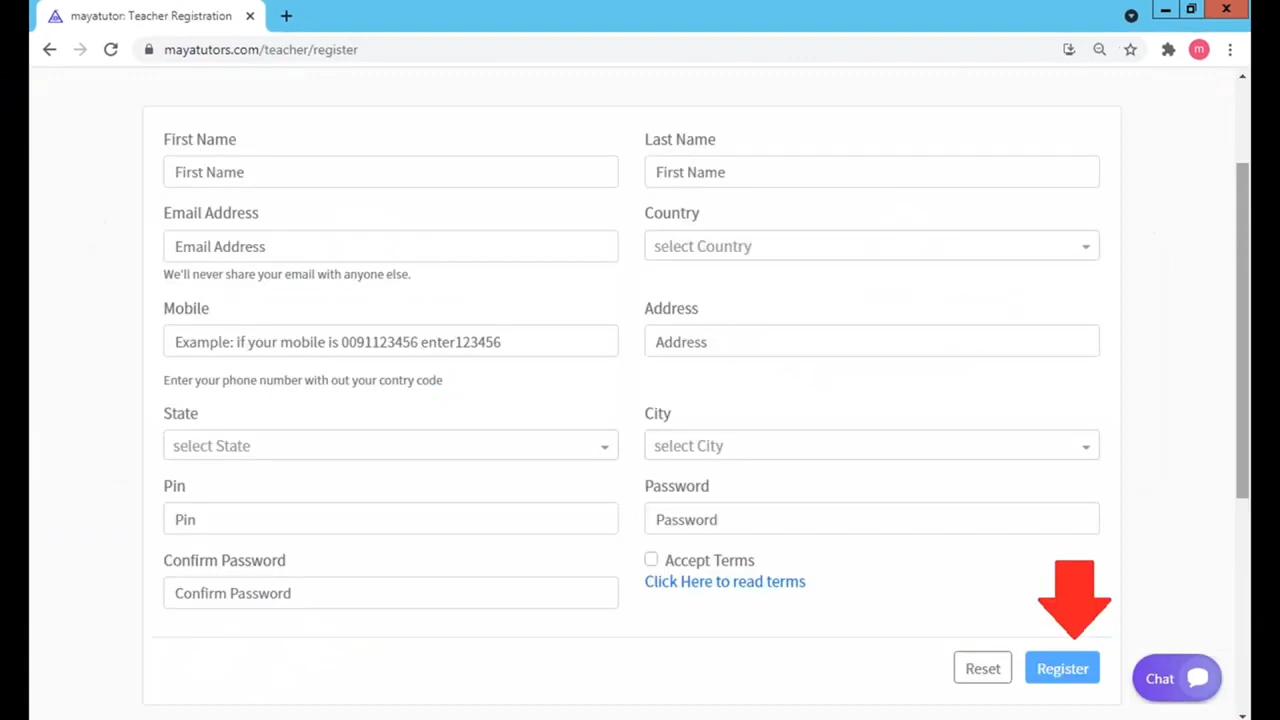 mayatutor: Teacher Registration
mayatutors.com/teacher/register
m
First Name
Last Name
First Name
First Name
Email Address
Country
Email Address
select Country
We'll never share your email with anyone else.
Mobile
Address
Example: if your mobile is 0091123456 enter123456
Address
Enter your phone number with out your contry code
State
City
select State
select City
Pin
Password
Pin
Password
Confirm Password
Accept Terms
Click Here to read terms
Confirm Password
Reset
Register
Chat